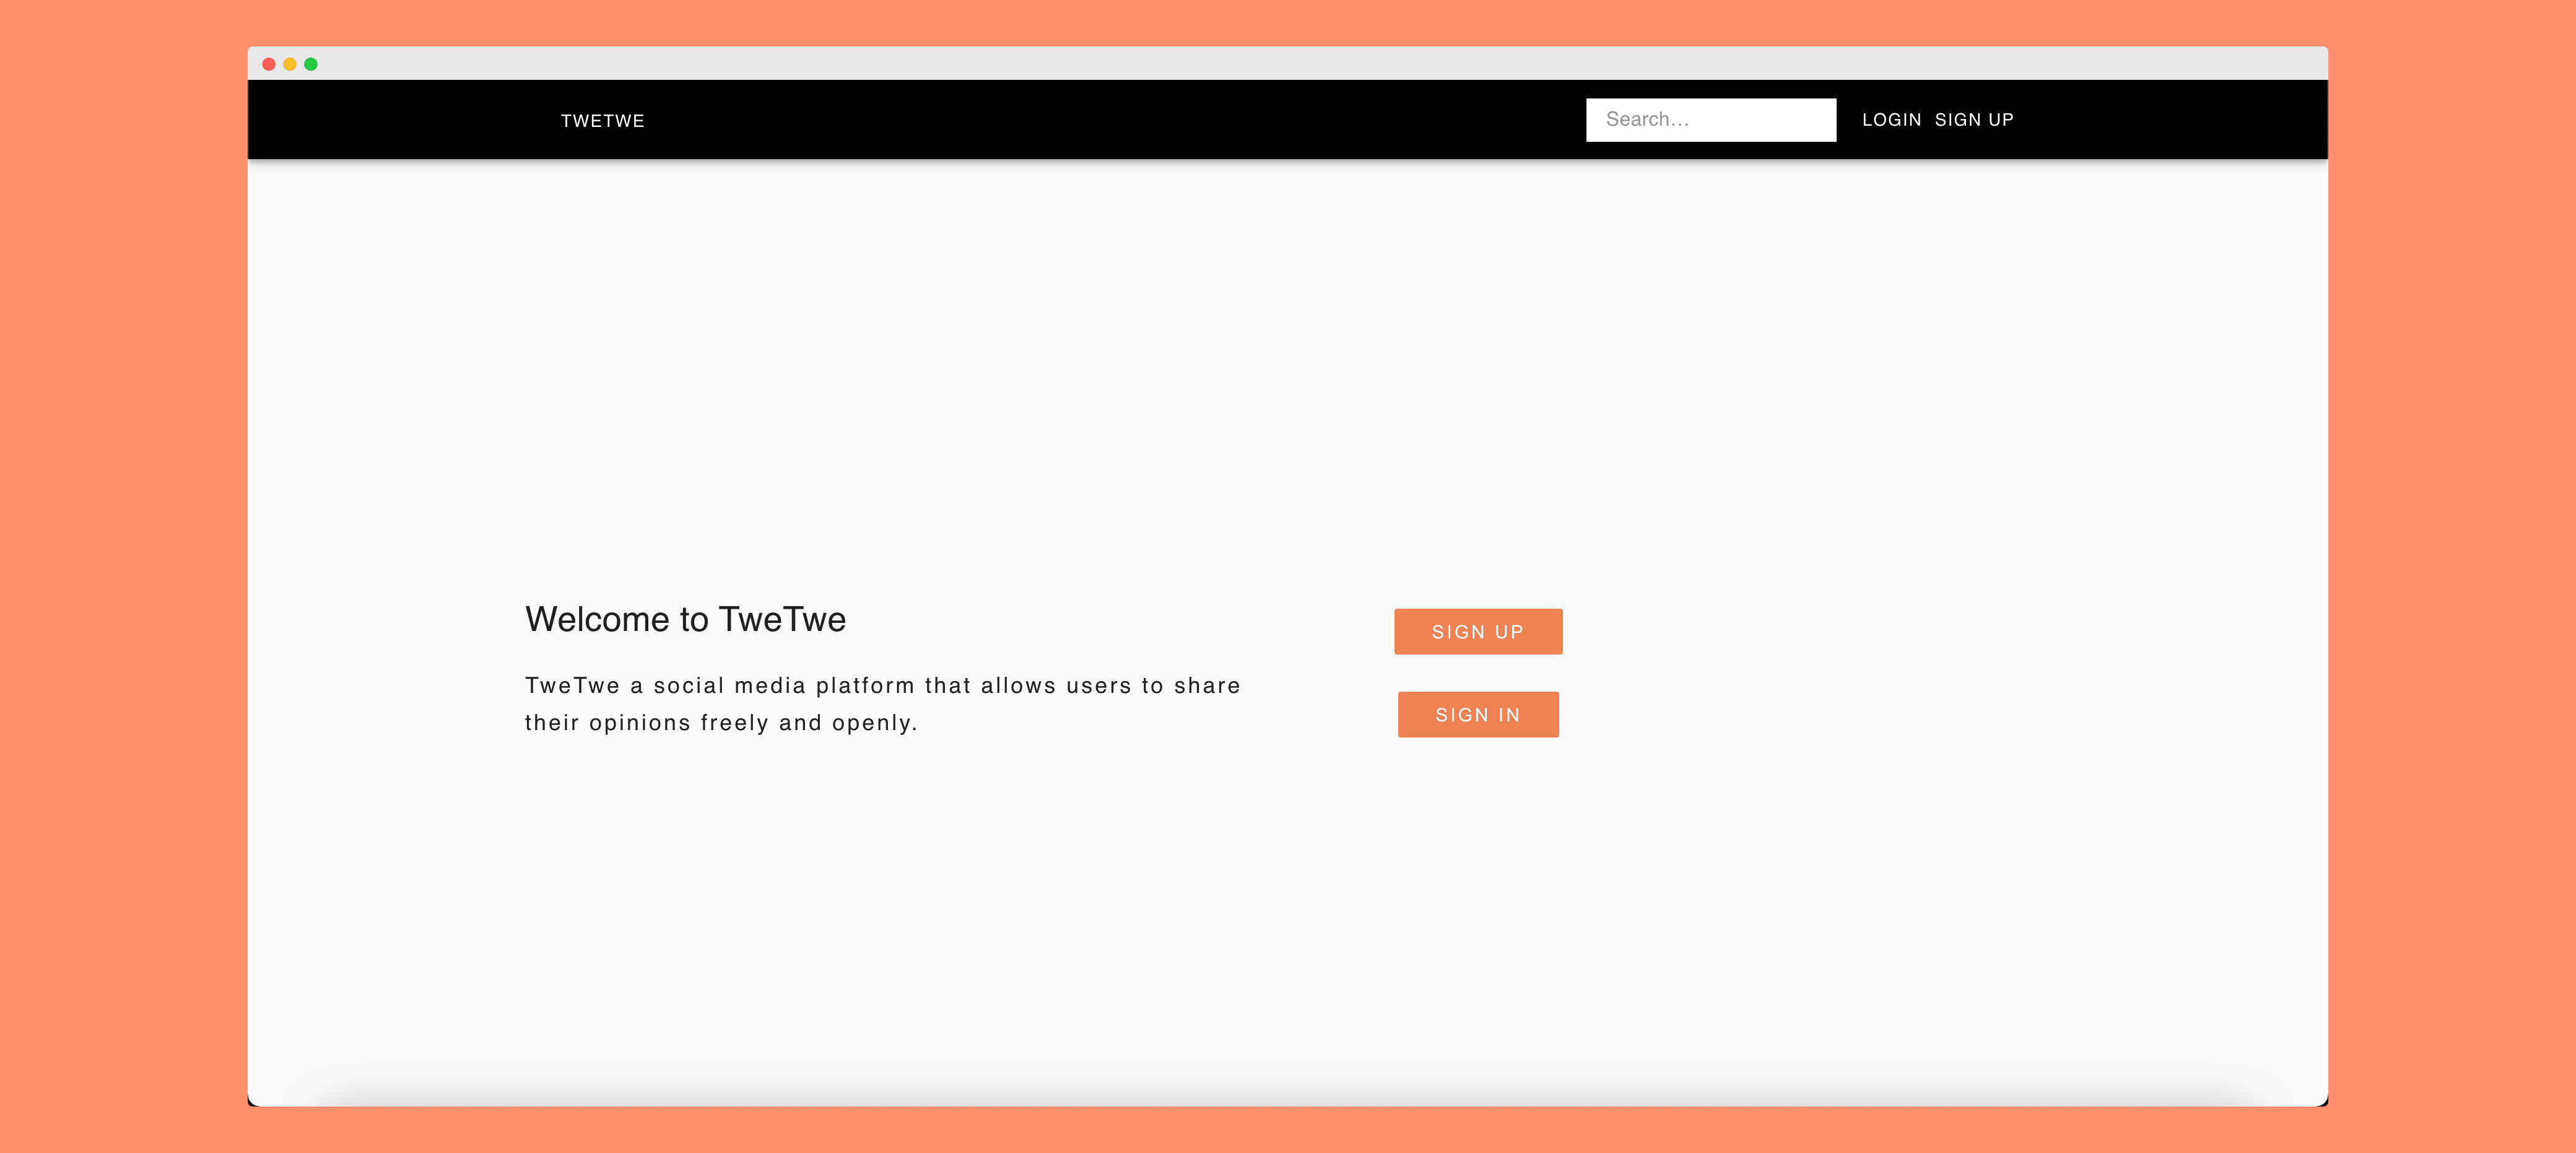 TWETWE
Search...
LOGIN SIGN UP
Welcome to TweTwe
TweTwe a social media platform that allows users to share
their opinions freely and openly.
SIGN UP
SIGN IN